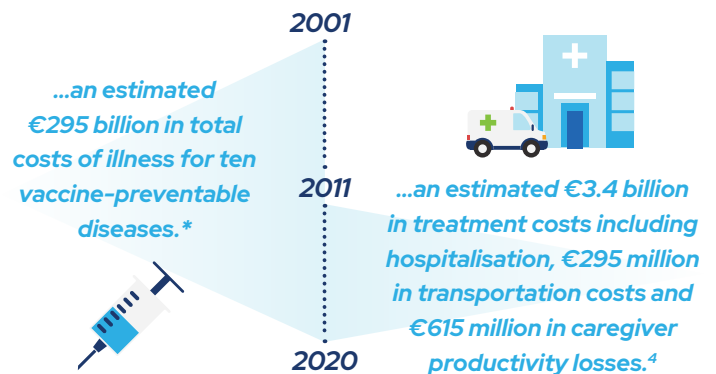 2001
...an estimated
€295 billion in total
costs of illness for ten
vaccine-preventable
diseases.*
2011
...an estimated €3.4 billion
in treatment costs including
hospitalisation, €295 million
in transportation costs and
€615 million in caregiver
productivity losses.⁴
2020